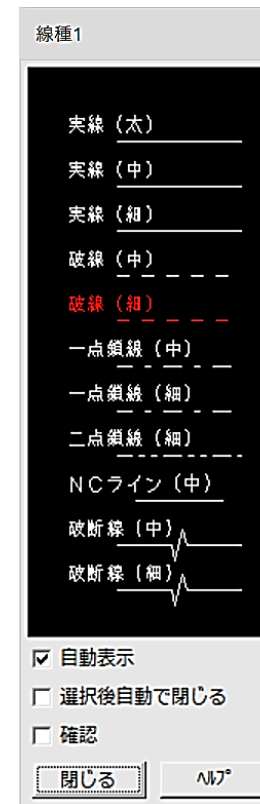 線種1
実線（太）
実線（中）
実線（細）
破線（中）
破線（細）
一点鎖線（中）
一点鎖線（細）
二点鎖線（細）
NCライン（中）
破断線（中）
破断線（細）
自動表示
選択後自動で閉じる
確認
閉じる ﾍﾙﾌﾟ